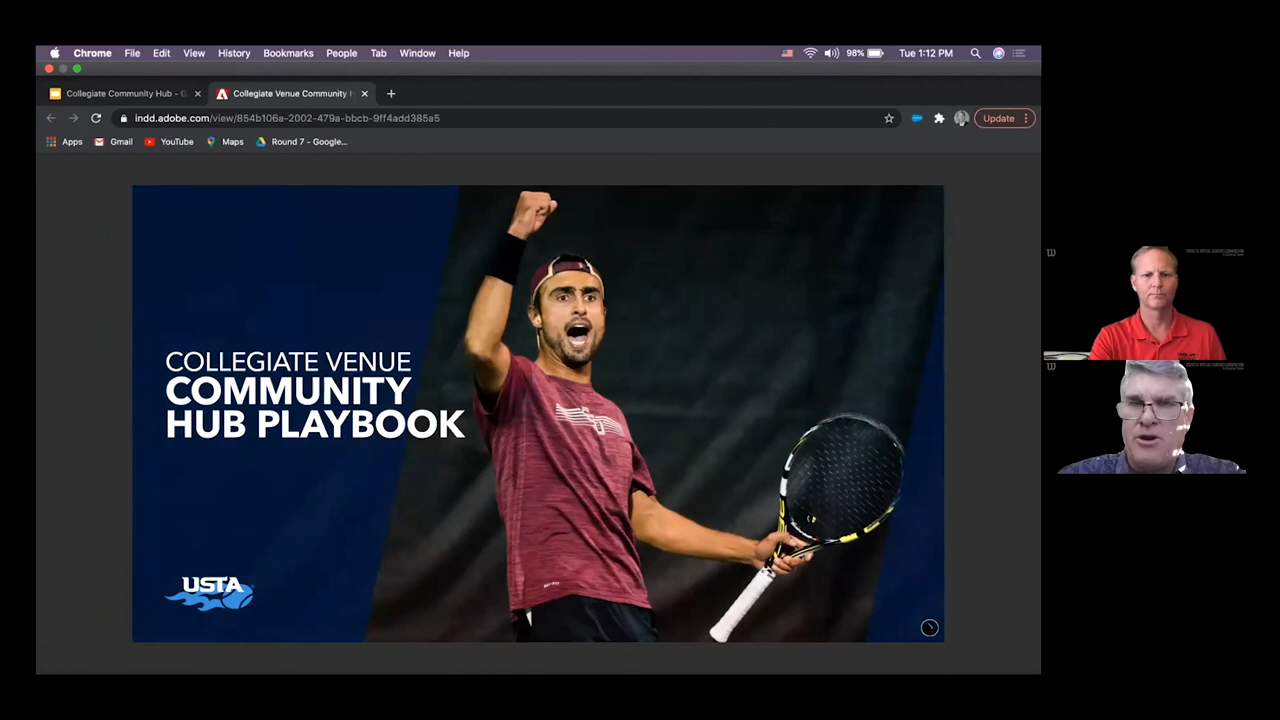 Chrome File Edit View History Bookmarks People Tab Window Help 98% Tue 1:12 PM
Collegiate Community Hub - G Collegiate Venue Community H
indd.adobe.com/view/854b106a-2002-479a-bbcb-9ff4add385a5 Update
Apps Gmail YouTube Maps Round 7 - Google...
COLLEGIATE VENUE
COMMUNITY
HUB PLAYBOOK
USTA